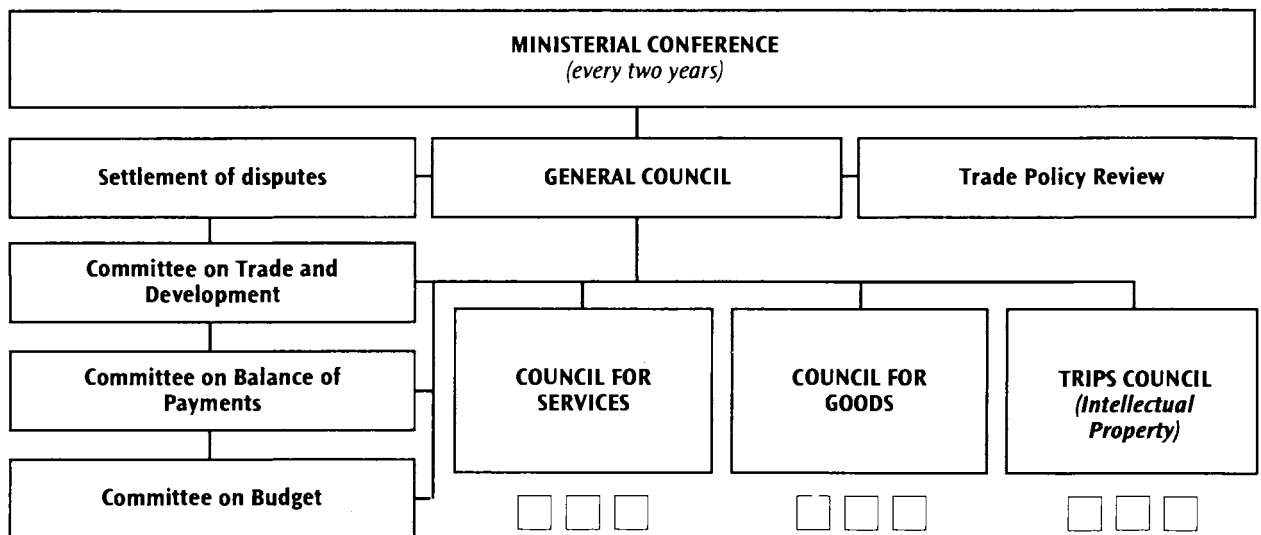 MINISTERIAL CONFERENCE
(every two years)
Settlement of disputes
GENERAL COUNCIL
Trade Policy Review
Committee on Trade and
Development
Committee on Balance of
Payments
Committee on Budget
COUNCIL FOR
SERVICES
COUNCIL FOR
GOODS
TRIPS COUNCIL
(Intellectual
Property)